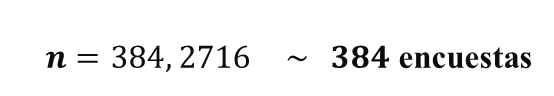 n = 384,2716 ~ 384 encuestas